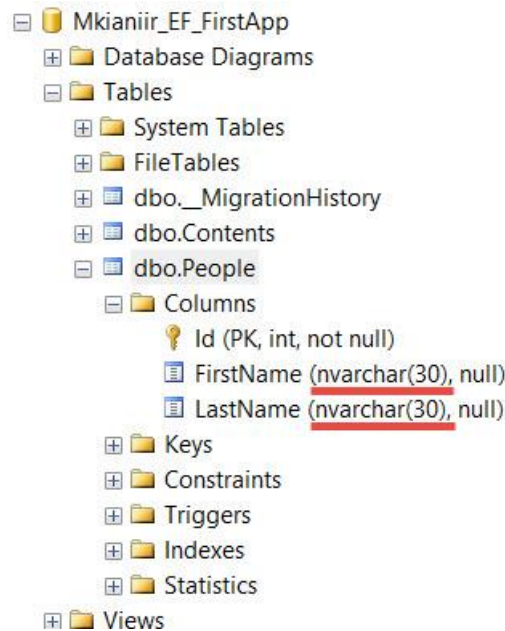 Mkianiir_EF_FirstApp
Database Diagrams
Tables
System Tables
FileTables
dbo.__MigrationHistory
dbo.Contents
dbo.People
Columns
Id (PK, int, not null)
FirstName (nvarchar(30), null)
LastName (nvarchar(30), null)
Keys
Constraints
Triggers
Indexes
Statistics
Views